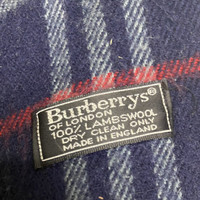 Burberrys®
OF LONDON
100% LAMBSWOOL
DRY CLEAN ONLY
MADE IN ENGLAND